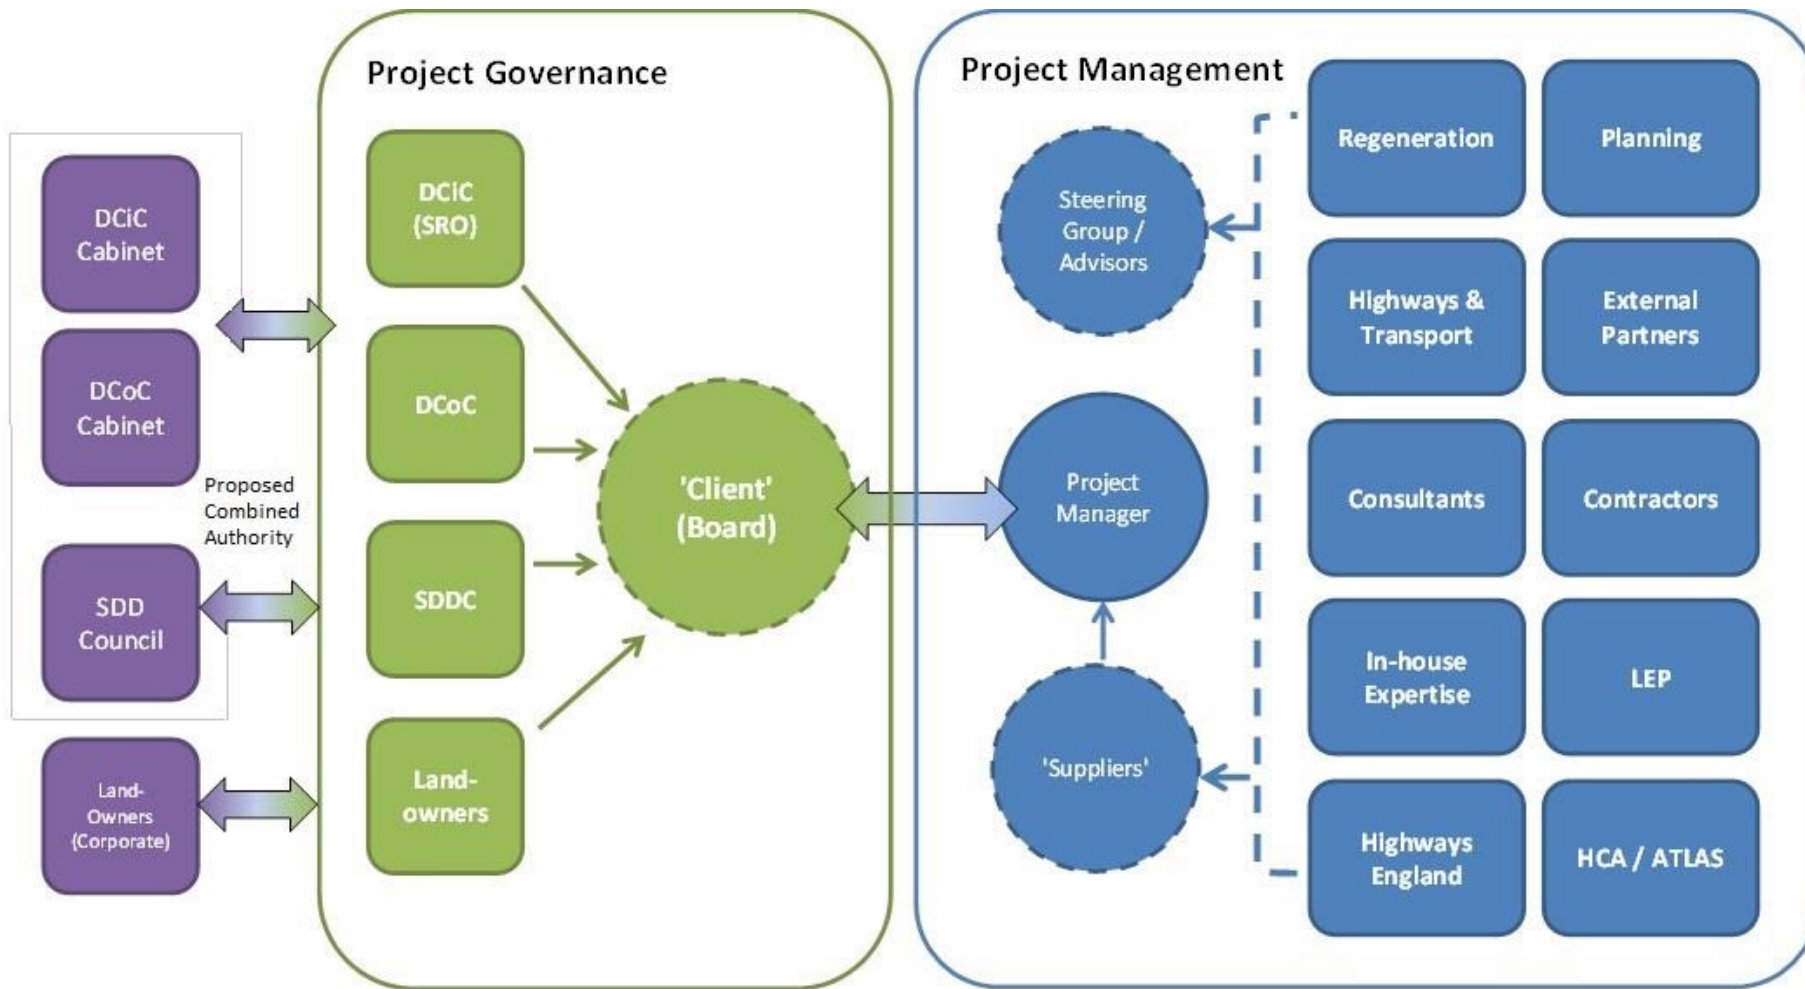 Project Governance
Project Management
DCiC
Cabinet
DCoC
Cabinet
Proposed
Combined
Authority
SDD
Council
Land-
Owners
(Corporate)
DCiC
(SRO)
DCoC
SDDC
Land-
owners
'Client'
(Board)
Steering
Group /
Advisors
Project
Manager
'Suppliers'
Regeneration
Planning
Highways &
Transport
External
Partners
Consultants
Contractors
In-house
Expertise
LEP
Highways
England
HCA / ATLAS